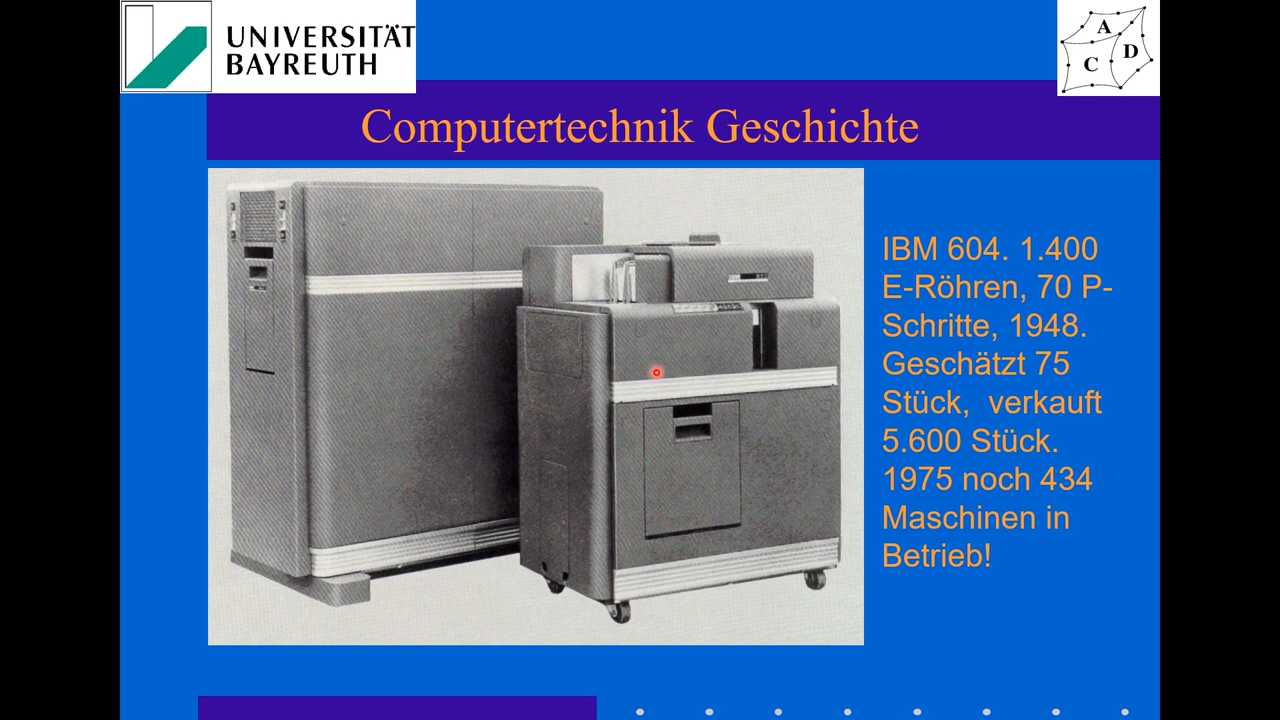 UNIVERSITÄT
BAYREUTH
A
D
C
Computertechnik Geschichte
IBM 604. 1.400
E-Röhren, 70 P-
Schritte, 1948.
Geschätzt 75
Stück,  verkauft
5.600 Stück.
1975 noch 434
Maschinen in
Betrieb!